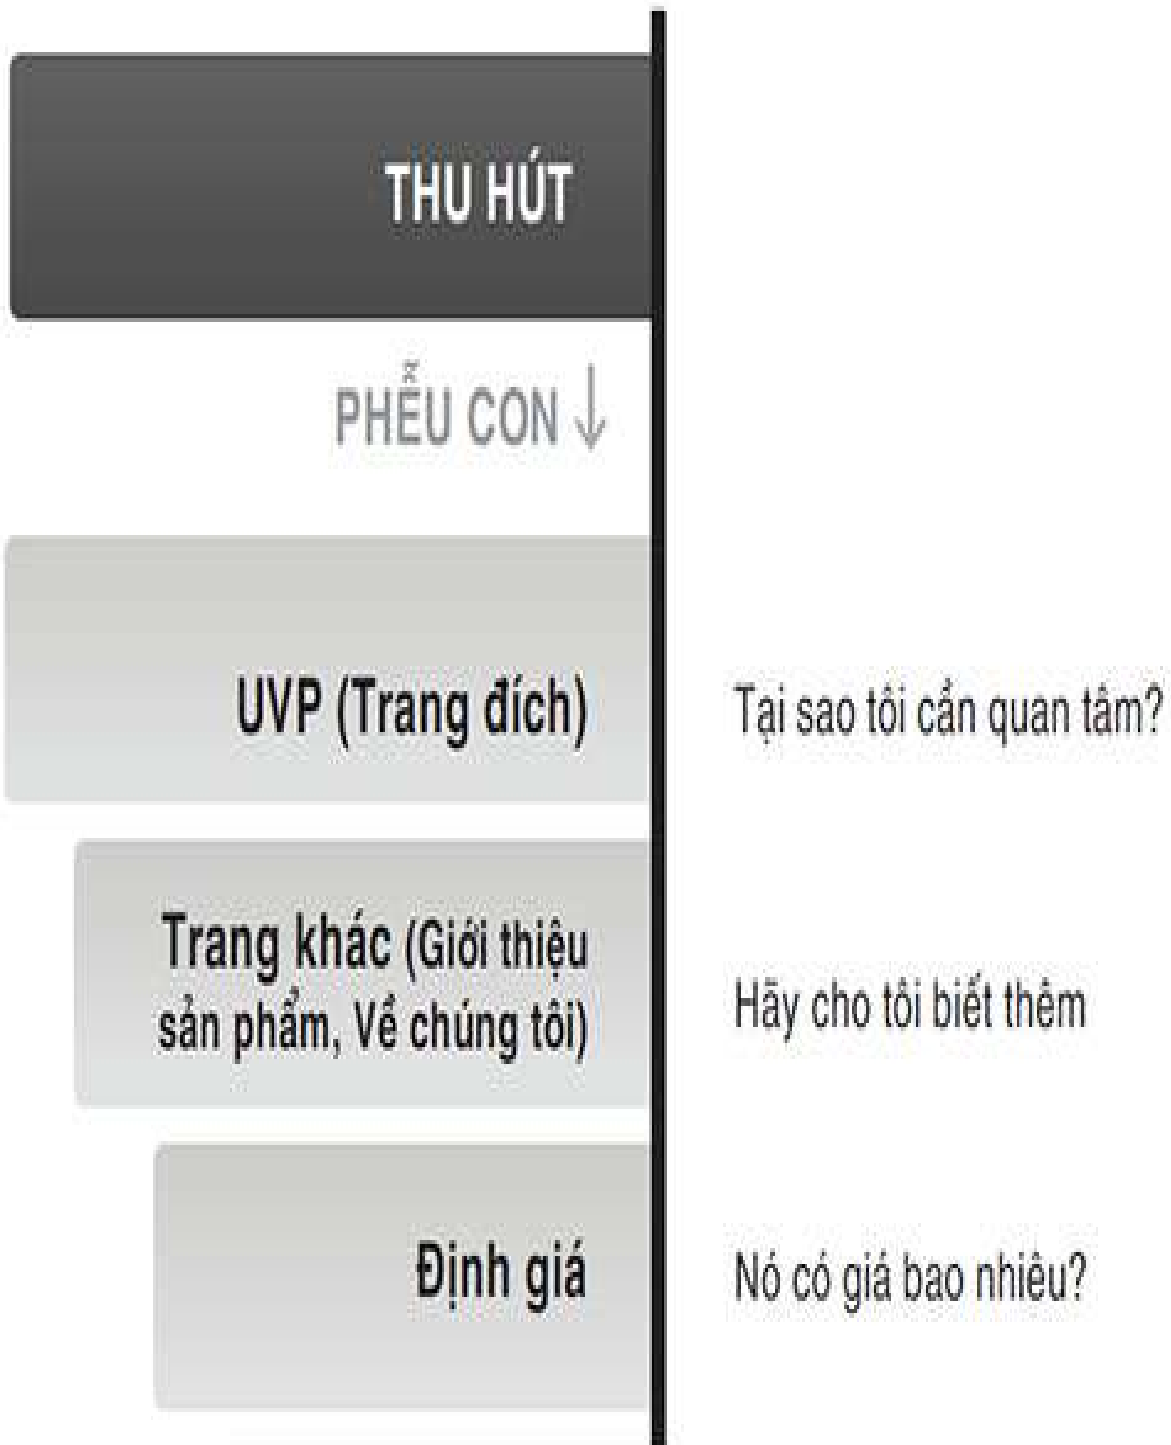 THU HÚT
PHỄU CON ↓
UVP (Trang đích)
Tại sao tôi cần quan tâm?
Trang khác (Giới thiệu
sản phẩm, Về chúng tôi)
Hãy cho tôi biết thêm
Định giá
Nó có giá bao nhiêu?